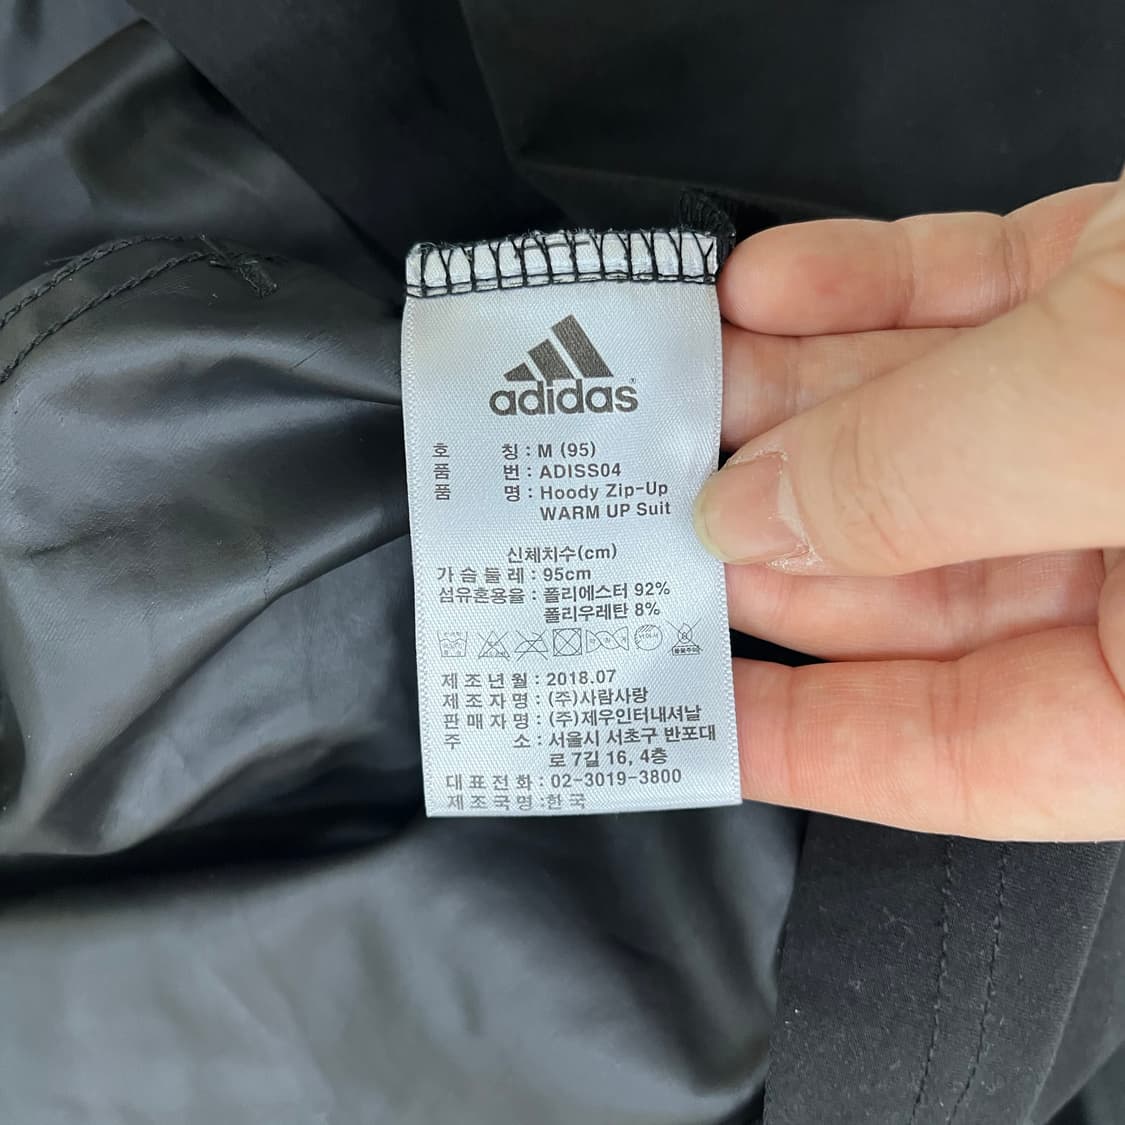 adidas
호 칭 : M (95)
품 번 : ADISS04
품 명 : Hoody Zip-Up
WARM UP Suit
신체치수(cm)
가 슴 둘 레 : 95cm
섬유혼용율 : 폴리에스터 92%
폴리우레탄 8%
제 조 년 월 : 2018.07
제 조 자 명 : (주)사람사랑
판 매 자 명 : (주)제우인터내셔날
주 소 : 서울시 서초구 반포대
로 7길 16, 4층
대 표 전 화 : 02-3019-3800
제 조 국 명 : 한 국